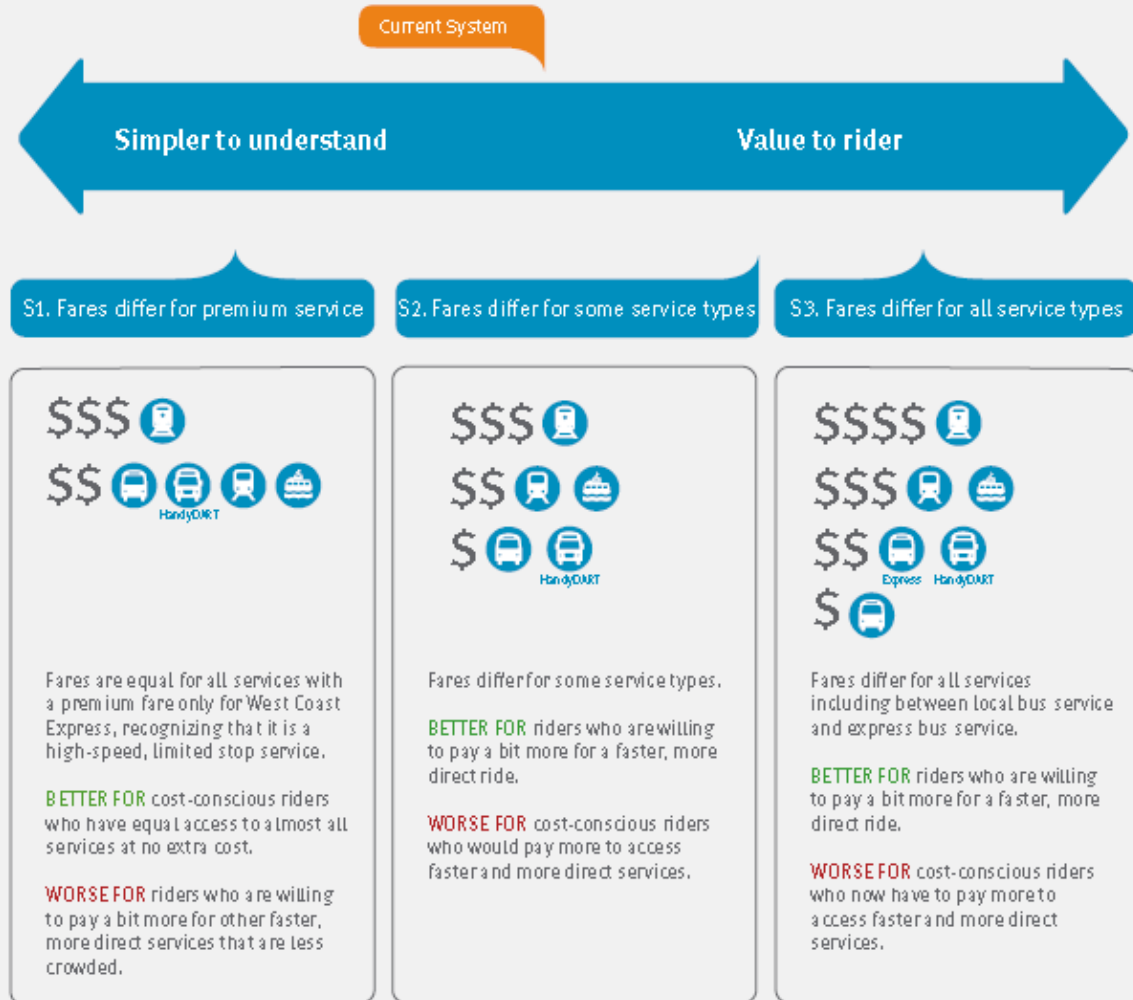 Current System
Simpler to understand
Value to rider
S1. Fares differ for premium service
S2. Fares differ for some service types
S3. Fares differ for all service types
$$$
$$
HandyDART
Fares are equal for all services with
a premium fare only for West Coast
Express, recognizing that it is a
high-speed, limited stop service.
BETTER FOR cost-conscious riders
who have equal access to almost all
services at no extra cost.
WORSE FOR riders who are willing
to pay a bit more for other faster,
more direct services that are less
crowded.
$$$
$$
$
HandyDART
Fares differ for some service types.
BETTER FOR riders who are willing
to pay a bit more for a faster, more
direct ride.
WORSE FOR cost-conscious riders
who would pay more to access
faster and more direct services.
$$$$
$$$
$$
Express HandyDART
$
Fares differ for all services
including between local bus service
and express bus service.
BETTER FOR riders who are willing
to pay a bit more for a faster, more
direct ride.
WORSE FOR cost-conscious riders
who now have to pay more to
access faster and more direct
services.